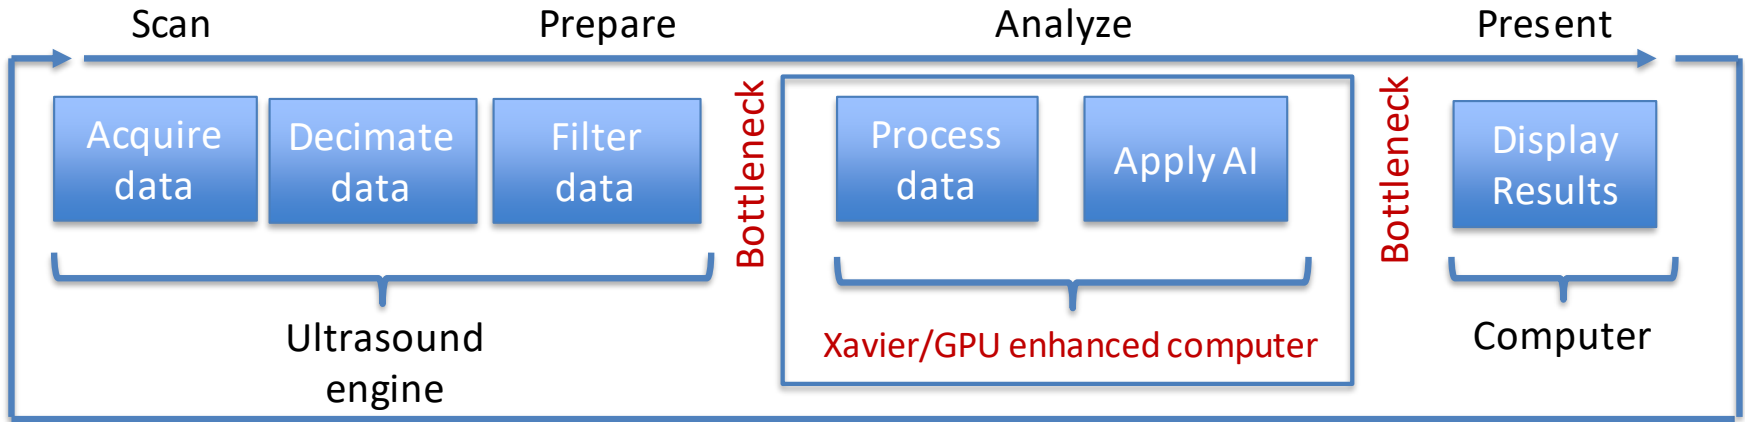 Scan
Prepare
Analyze
Present
Acquire
data
Decimate
data
Filter
data
Bottleneck
Process
data
Apply AI
Bottleneck
Display
Results
Ultrasound
engine
Xavier/GPU enhanced computer
Computer